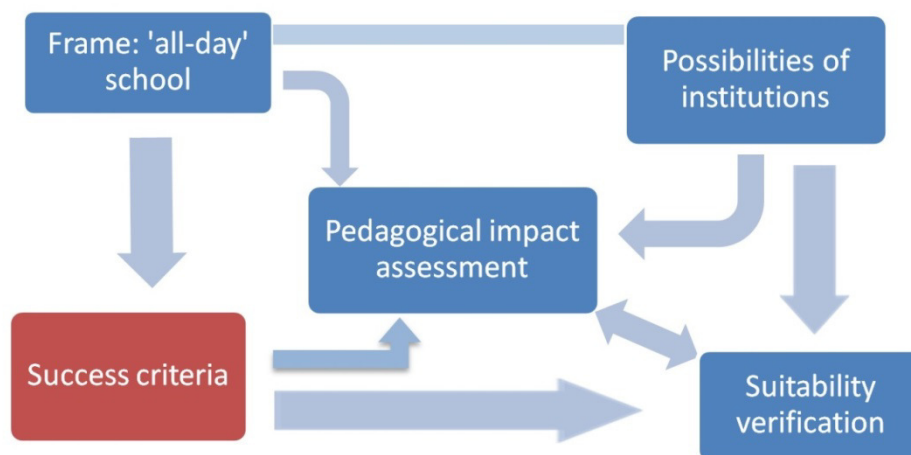 Frame: 'all-day'
school
Possibilities of
institutions
Pedagogical impact
assessment
Success criteria
Suitability
verification